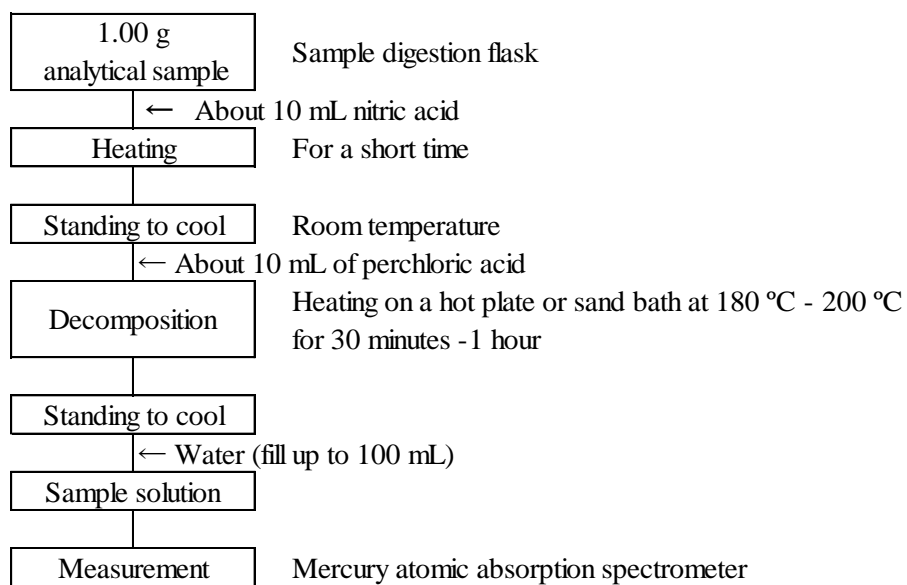 1.00 g
analytical sample
Sample digestion flask
← About 10 mL nitric acid
Heating
For a short time
Standing to cool
Room temperature
← About 10 mL of perchloric acid
Decomposition
Heating on a hot plate or sand bath at 180 ºC - 200 ºC
for 30 minutes -1 hour
Standing to cool
← Water (fill up to 100 mL)
Sample solution
Measurement
Mercury atomic absorption spectrometer